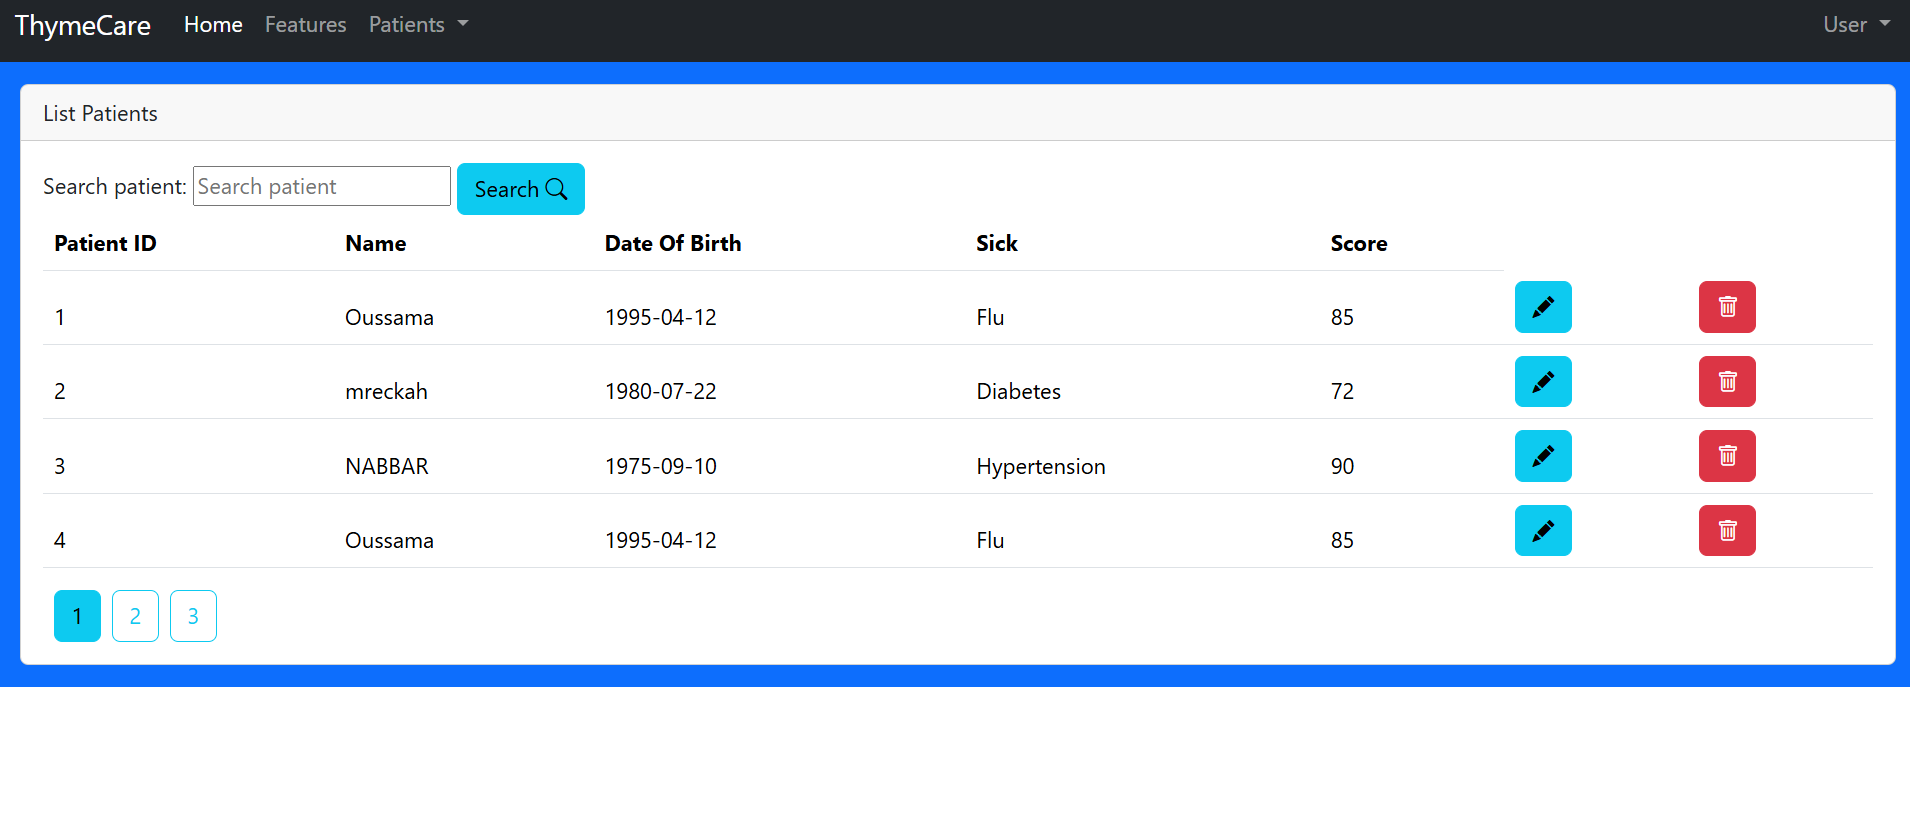 ThymeCare Home Features Patients User
List Patients
Search patient: Search patient Search
Patient ID Name Date Of Birth Sick Score
1 Oussama 1995-04-12 Flu 85
2 mreckah 1980-07-22 Diabetes 72
3 NABBAR 1975-09-10 Hypertension 90
4 Oussama 1995-04-12 Flu 85
1 2 3